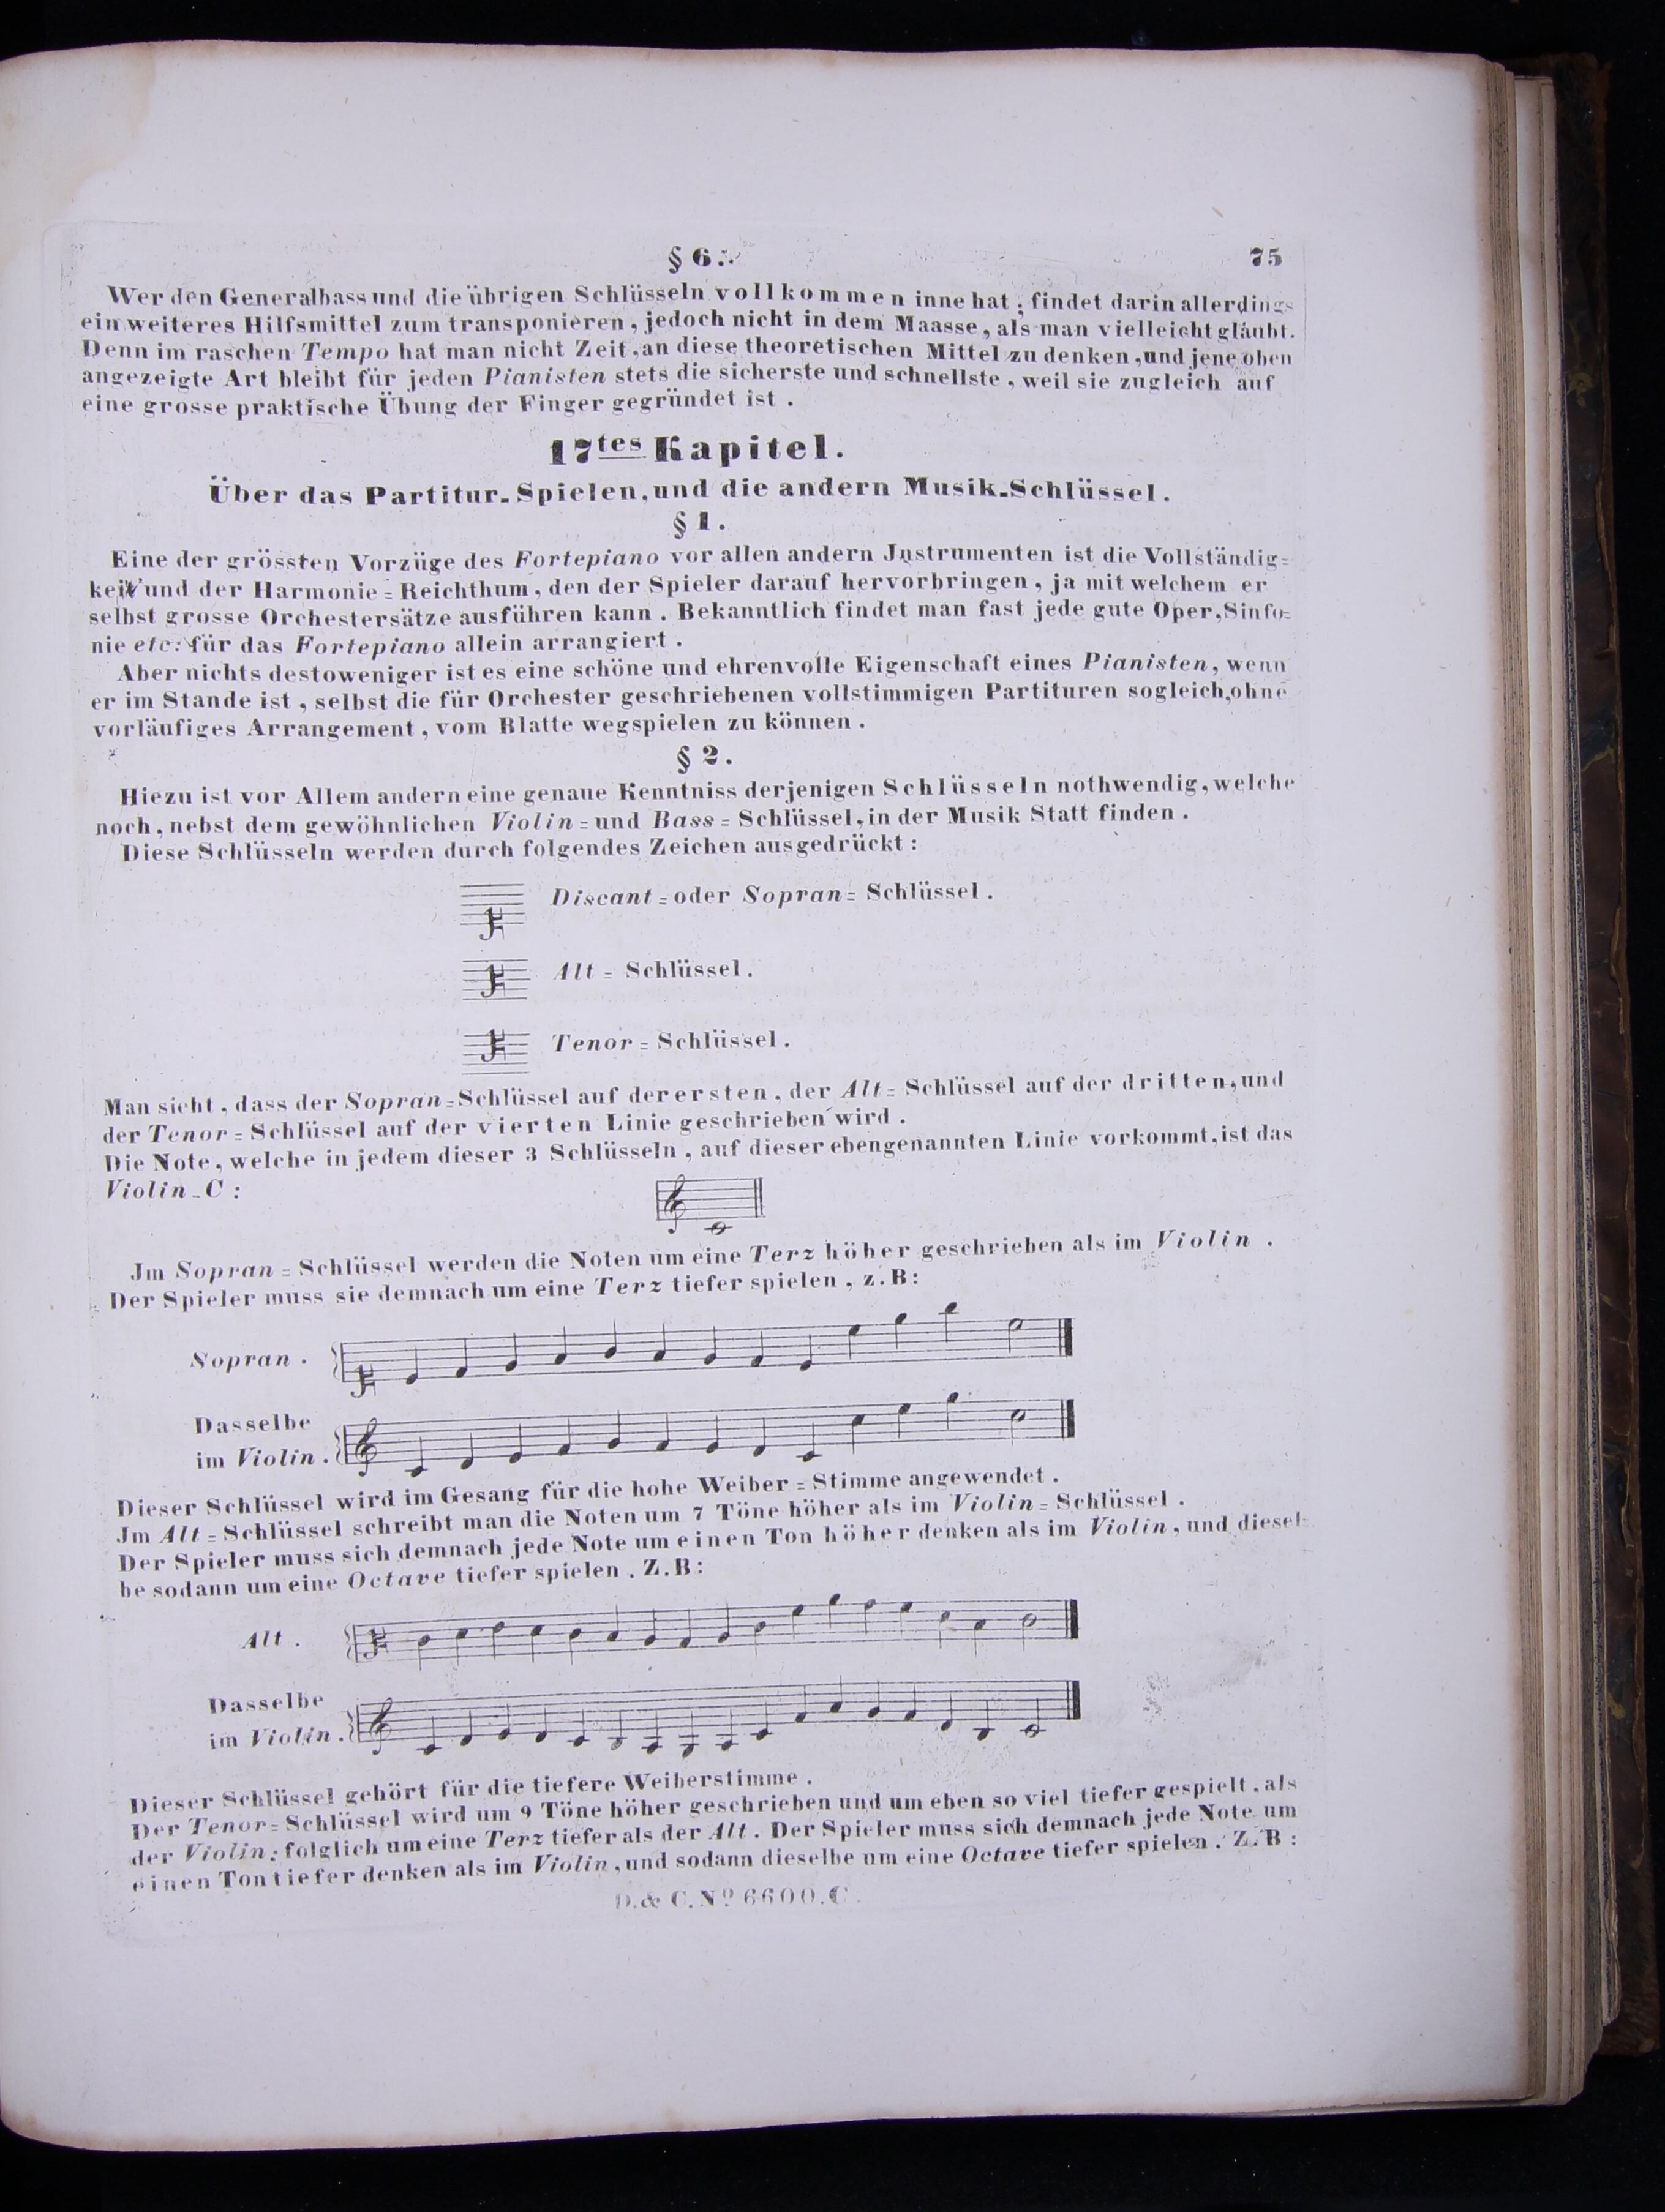 § 6.
75
Wer den Generalbass und die übrigen Schlüsseln vollkommen inne hat, findet darin allerdings
ein weiteres Hilfsmittel zum transponieren, jedoch nicht in dem Maasse, als man vielleicht glaubt.
Denn im raschen Tempo hat man nicht Zeit, an diese theoretischen Mittel zu denken, und jene oben
angezeigte Art bleibt für jeden Pianisten stets die sicherste und schnellste, weil sie zugleich auf
eine grosse praktische Übung der Finger gegründet ist.
17tes Kapitel.
Über das Partitur-Spielen, und die andern Musik-Schlüssel.
§ 1.
Eine der grössten Vorzüge des Fortepiano vor allen andern Jnstrumenten ist die Vollständig=
keit und der Harmonie=Reichthum, den der Spieler darauf hervorbringen, ja mit welchem er
selbst grosse Orchestersätze ausführen kann. Bekanntlich findet man fast jede gute Oper, Sinfo=
nie etc: für das Fortepiano allein arrangiert.
Aber nichts destoweniger ist es eine schöne und ehrenvolle Eigenschaft eines Pianisten, wenn
er im Stande ist, selbst die für Orchester geschriebenen vollstimmigen Partituren sogleich, ohne
vorläufiges Arrangement, vom Blatte wegspielen zu können.
§ 2.
Hiezu ist vor Allem andern eine genaue Kenntniss derjenigen Schlüsseln nothwendig, welche
noch, nebst dem gewöhnlichen Violin=und Bass=Schlüssel, in der Musik Statt finden.
Diese Schlüsseln werden durch folgendes Zeichen ausgedrückt:
Discant=oder Sopran=Schlüssel.
Alt=Schlüssel.
Tenor=Schlüssel.
Man sieht, dass der Sopran=Schlüssel auf der ersten, der Alt=Schlüssel auf der dritten, und
der Tenor=Schlüssel auf der vierten Linie geschrieben wird.
Die Note, welche in jedem dieser 3 Schlüsseln, auf dieser ebengenannten Linie vorkommt, ist das
Violin-C:
Jm Sopran=Schlüssel werden die Noten um eine Terz höher geschrieben als im Violin.
Der Spieler muss sie demnach um eine Terz tiefer spielen, z.B:
Sopran.
Dasselbe
im Violin.
Dieser Schlüssel wird im Gesang für die hohe Weiber=Stimme angewendet.
Jm Alt=Schlüssel schreibt man die Noten um 7 Töne höher als im Violin=Schlüssel.
Der Spieler muss sich demnach jede Note um einen Ton höher denken als im Violin, und diesel=
be sodann um eine Octave tiefer spielen. Z.B:
Alt.
Dasselbe
im Violin.
Dieser Schlüssel gehört für die tiefere Weiberstimme.
Der Tenor=Schlüssel wird um 9 Töne höher geschrieben und um eben so viel tiefer gespielt, als
der Violin; folglich um eine Terz tiefer als der Alt. Der Spieler muss sich demnach jede Note um
einen Ton tiefer denken als im Violin, und sodann dieselbe um eine Octave tiefer spielen. Z.B:
D.& C. No 6600.C.